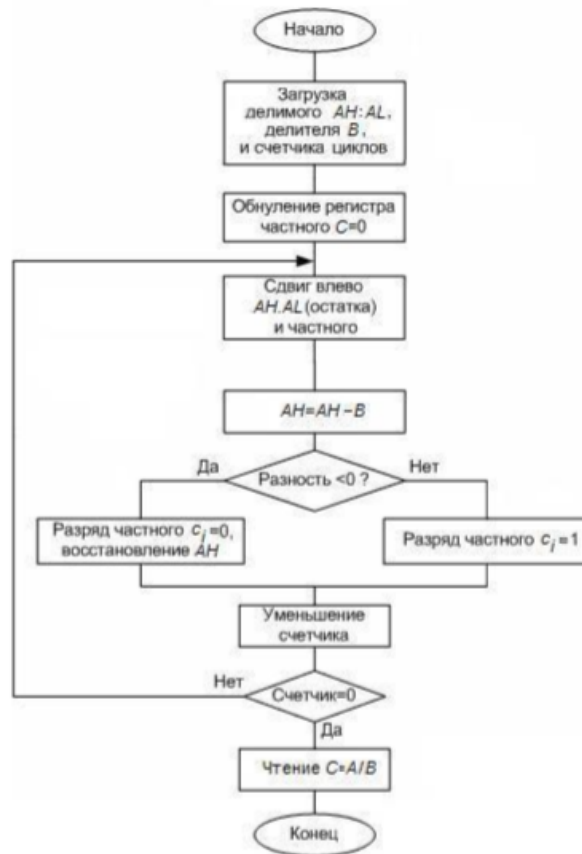 Начало
Загрузка
делимого AH:AL,
делителя B,
и счетчика циклов
Обнуление регистра
частного C=0
Сдвиг влево
AH.AL(остатка)
и частного
AH=AH-B
Разность <0 ?
Да
Нет
Разряд частного cᵢ=0,
восстановление AH
Разряд частного cᵢ=1
Уменьшение
счетчика
Счетчик=0
Нет
Да
Чтение C=A/B
Конец